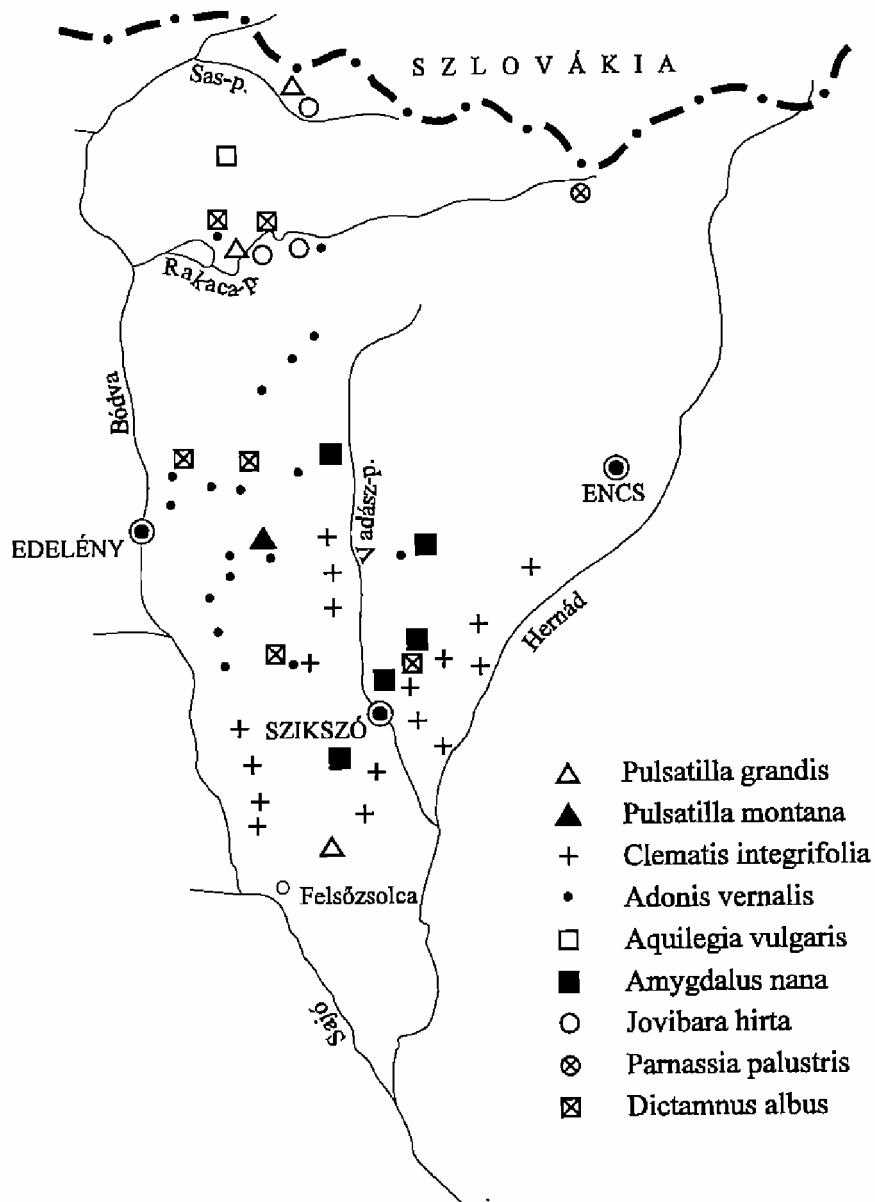 SZLOVÁKIA
Sas-p.
Rakaca-p.
Bódva
Vadász-p.
ENCS
EDELÉNY
Hernád
SZIKSZÓ
Felsőzsolca
Sajó
Pulsatilla grandis
Pulsatilla montana
Clematis integrifolia
Adonis vernalis
Aquilegia vulgaris
Amygdalus nana
Jovibara hirta
Parnassia palustris
Dictamnus albus